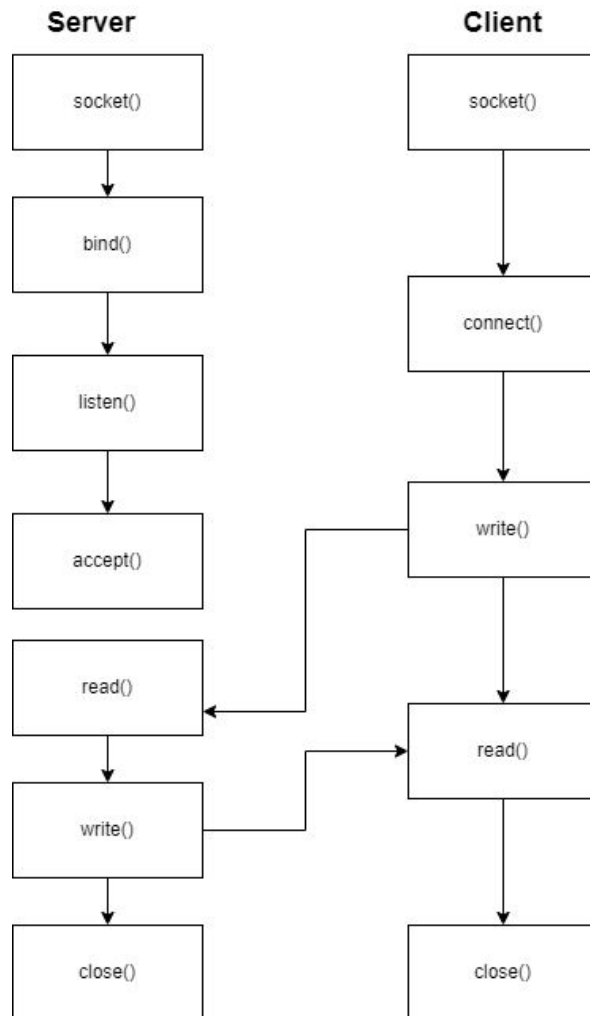 Server
Client
socket()
socket()
bind()
connect()
listen()
write()
accept()
read()
read()
write()
close()
close()